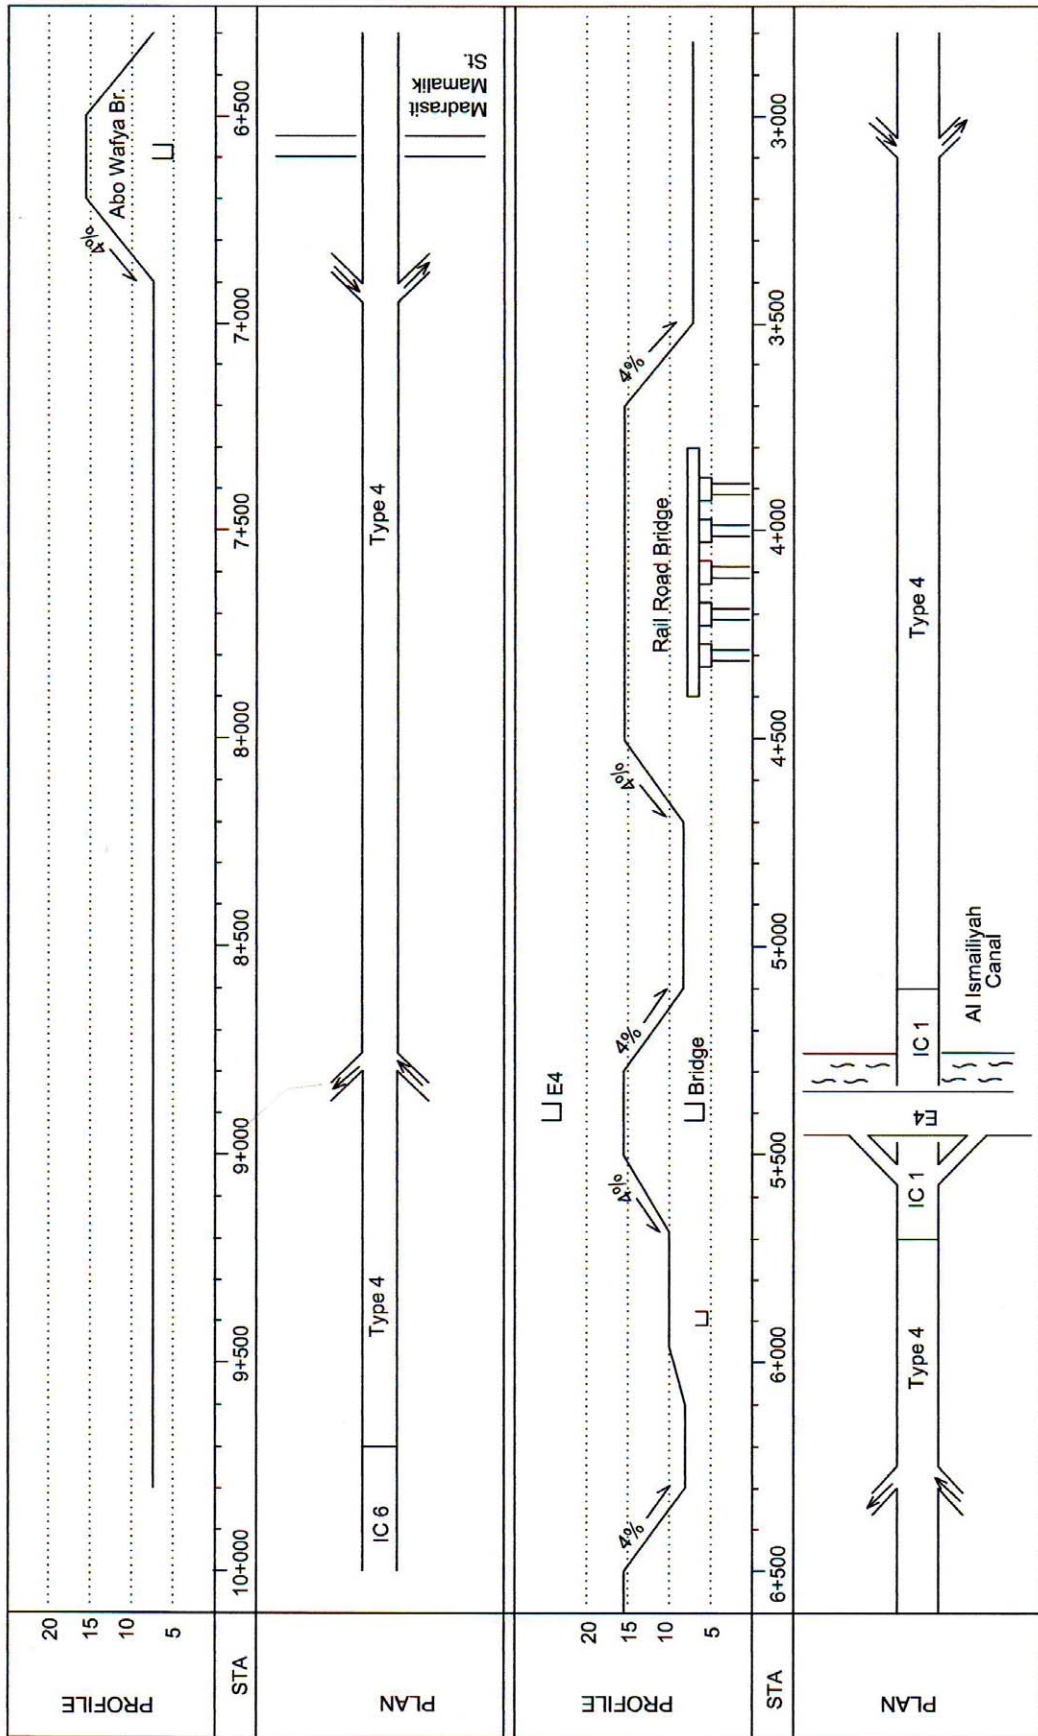 PROFILE
20
15
10
5
4%
Abo Wafya Br.
STA
10+000
9+500
9+000
8+500
8+000
7+500
7+000
6+500
PLAN
IC 6
Type 4
Type 4
Madrasit
Mamalik
St.
PROFILE
20
15
10
5
4%
4%
E4
Bridge
4%
4%
Rail Road Bridge
4%
STA
6+500
6+000
5+500
5+000
4+500
4+000
3+500
3+000
PLAN
Type 4
IC 1
E4
IC 1
Al Ismailiyah
Canal
Type 4